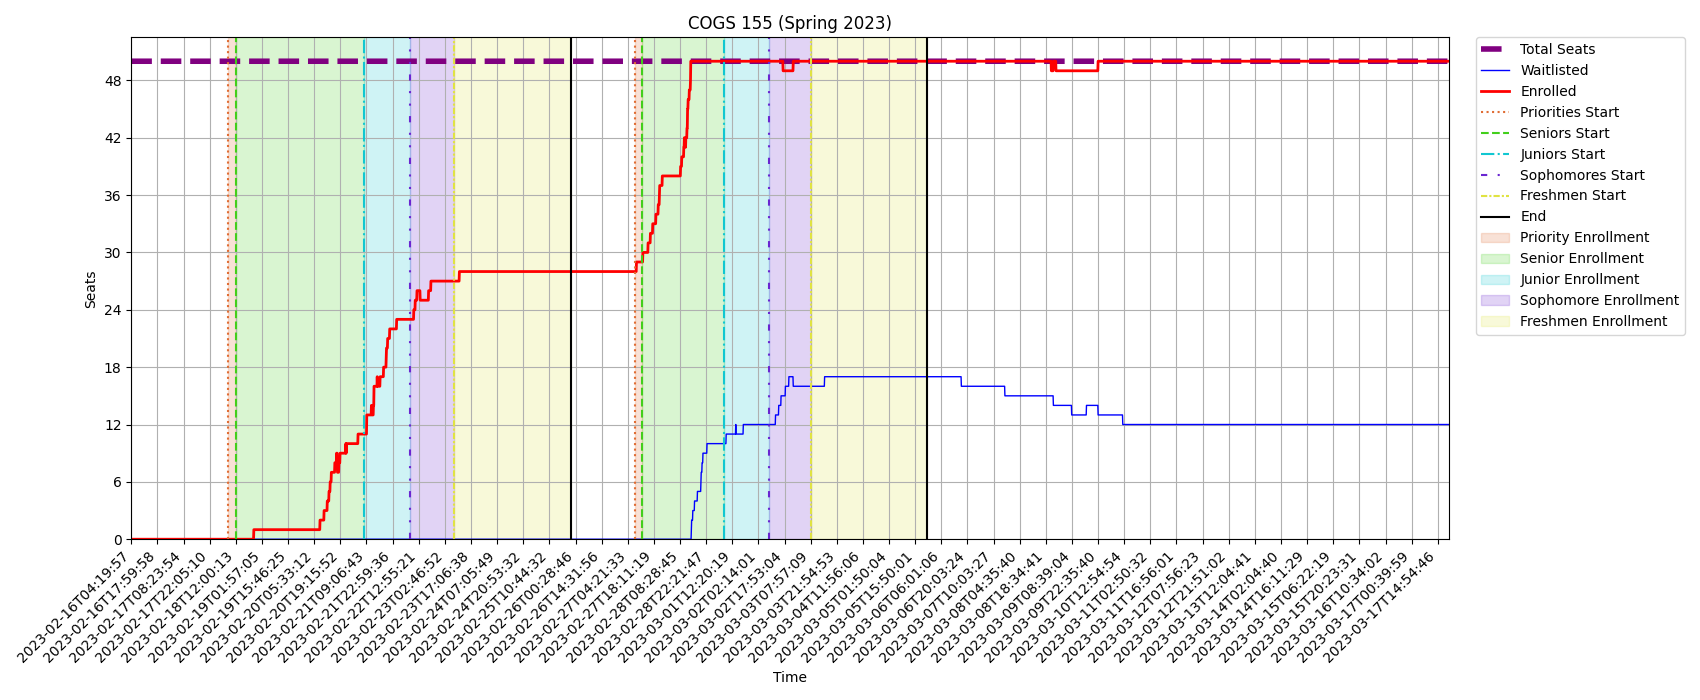 COGS 155 (Spring 2023)
Seats
48
42
36
30
24
18
12
6
0
2023-02-16T04:19:57
2023-02-16T17:59:58
2023-02-17T08:23:54
2023-02-17T22:05:10
2023-02-18T12:00:13
2023-02-19T01:57:05
2023-02-19T15:46:23
2023-02-20T05:33:12
2023-02-20T19:15:52
2023-02-21T09:06:43
2023-02-21T22:59:36
2023-02-22T12:55:21
2023-02-23T02:46:52
2023-02-23T17:06:38
2023-02-24T07:05:49
2023-02-24T20:53:32
2023-02-25T10:44:32
2023-02-26T00:28:46
2023-02-26T14:31:56
2023-02-27T04:21:33
2023-02-27T18:11:19
2023-02-28T08:28:45
2023-02-28T22:21:47
2023-03-01T12:20:19
2023-03-02T02:14:01
2023-03-02T17:53:04
2023-03-03T07:57:09
2023-03-03T21:54:53
2023-03-04T11:56:06
2023-03-05T01:50:04
2023-03-05T15:50:01
2023-03-06T06:01:06
2023-03-06T20:03:24
2023-03-07T10:03:27
2023-03-08T04:35:40
2023-03-08T18:34:41
2023-03-09T08:39:04
2023-03-09T22:35:40
2023-03-10T12:54:54
2023-03-11T02:50:32
2023-03-11T16:56:01
2023-03-12T07:56:23
2023-03-12T21:51:02
2023-03-13T12:04:41
2023-03-14T02:04:40
2023-03-14T16:11:29
2023-03-15T06:22:19
2023-03-15T20:23:31
2023-03-16T10:34:02
2023-03-17T00:39:59
2023-03-17T14:54:46
Time
Total Seats
Waitlisted
Enrolled
Priorities Start
Seniors Start
Juniors Start
Sophomores Start
Freshmen Start
End
Priority Enrollment
Senior Enrollment
Junior Enrollment
Sophomore Enrollment
Freshmen Enrollment